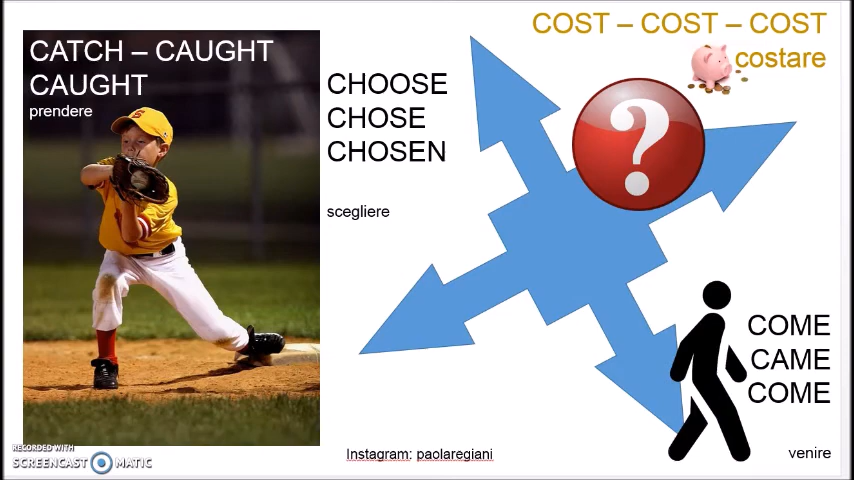 CATCH – CAUGHT
CAUGHT
prendere
CHOOSE
CHOSE
CHOSEN
scegliere
COST – COST – COST
costare
?
COME
CAME
COME
venire
Instagram: paolaregiani
RECORDED WITH
SCREENCAST MATIC